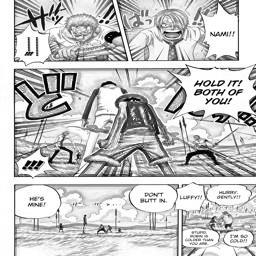 NAMI!!
!!!
HOLD IT!
BOTH OF
YOU!
!!!
HURRY.
GENTLY!!
LUFFY!!
I'M SO
COLD!!
STUPID,
ROBIN IS
COLDER THAN
YOU ARE.
DON'T
BUTT IN.
HE'S
MINE!